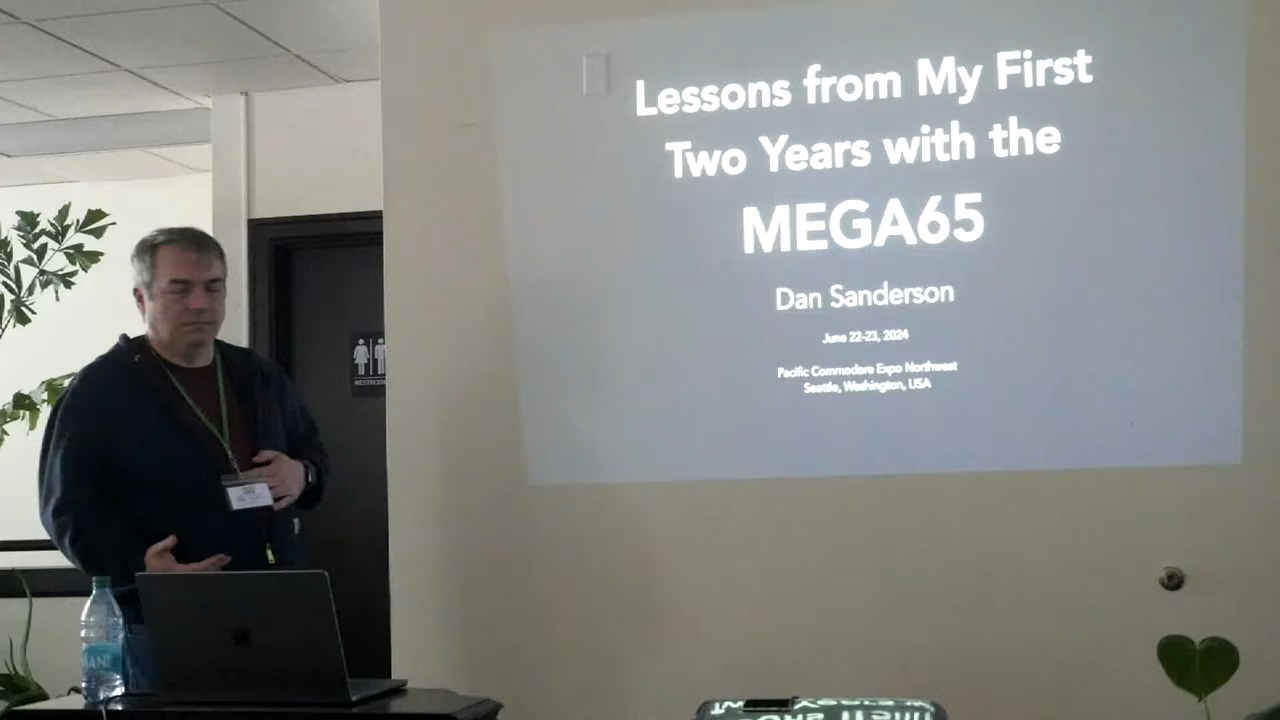 Lessons from My First
Two Years with the
MEGA65
Dan Sanderson
June 22-23, 2024
Pacific Commodore Expo Northwest
Seattle, Washington, USA
RESTROOM